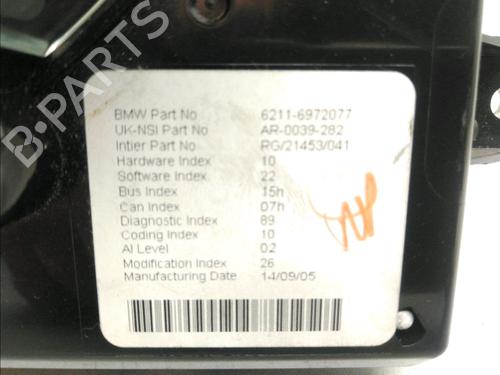 BMW Part No 6211-6972077
UK-NSI Part No AR-0039-282
Intier Part No RG/21453/041
Hardware Index 10
Software Index 22
Bus Index 15h
Can Index 07h
Diagnostic Index 89
Coding Index 10
AI Level 02
Modification Index 26
Manufacturing Date 14/09/05
B-PARTS